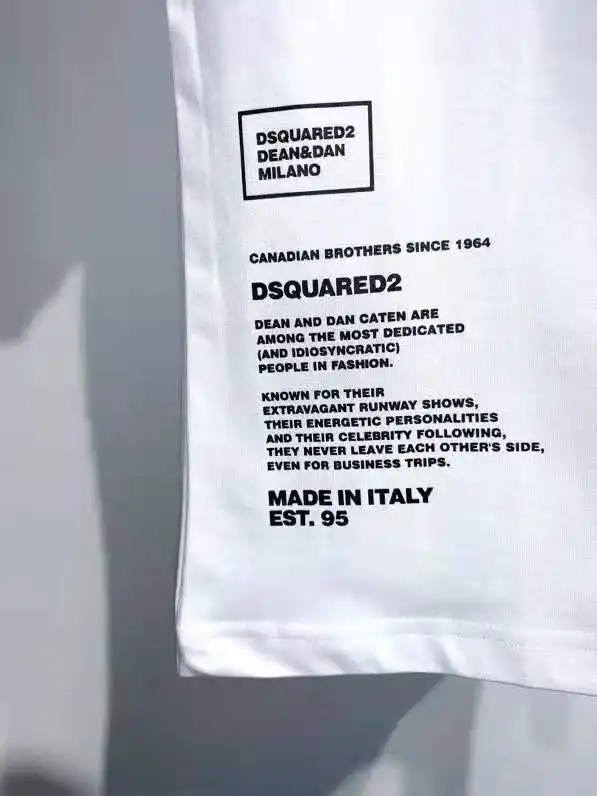 DSQUARED2
DEAN&DAN
MILANO
CANADIAN BROTHERS SINCE 1964
DSQUARED2
DEAN AND DAN CATEN ARE
AMONG THE MOST DEDICATED
(AND IDIOSYNCRATIC)
PEOPLE IN FASHION.
KNOWN FOR THEIR
EXTRAVAGANT RUNWAY SHOWS,
THEIR ENERGETIC PERSONALITIES
AND THEIR CELEBRITY FOLLOWING,
THEY NEVER LEAVE EACH OTHER'S SIDE,
EVEN FOR BUSINESS TRIPS.
MADE IN ITALY
EST. 95